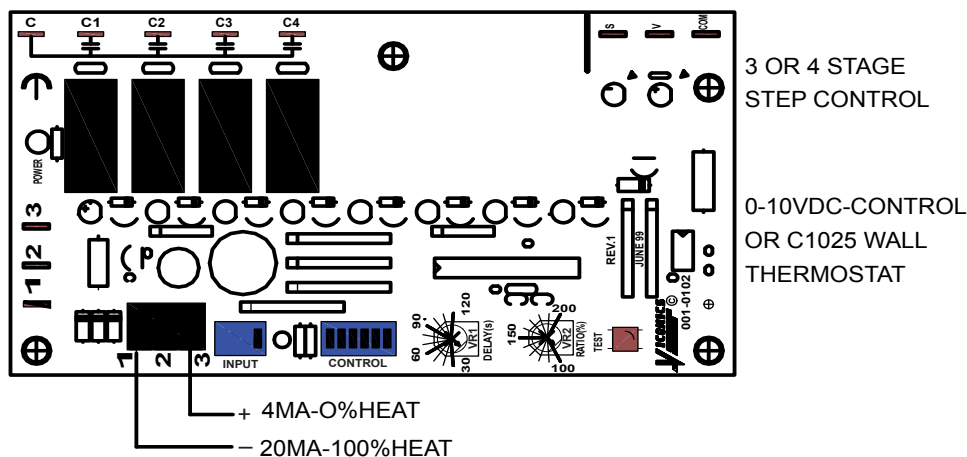 C C1 C2 C3 C4
S V COM
3 OR 4 STAGE
STEP CONTROL
POWER
3
2
1
0-10VDC-CONTROL
OR C1025 WALL
THERMOSTAT
REV.1
JUNE 99
Viconics ©
001-0102
1 2 3
INPUT
CONTROL
30 60 90 120
VR1
DELAY(s)
100 150 200
VR2
RATIO(%)
TEST
+ 4MA-O%HEAT
– 20MA-100%HEAT